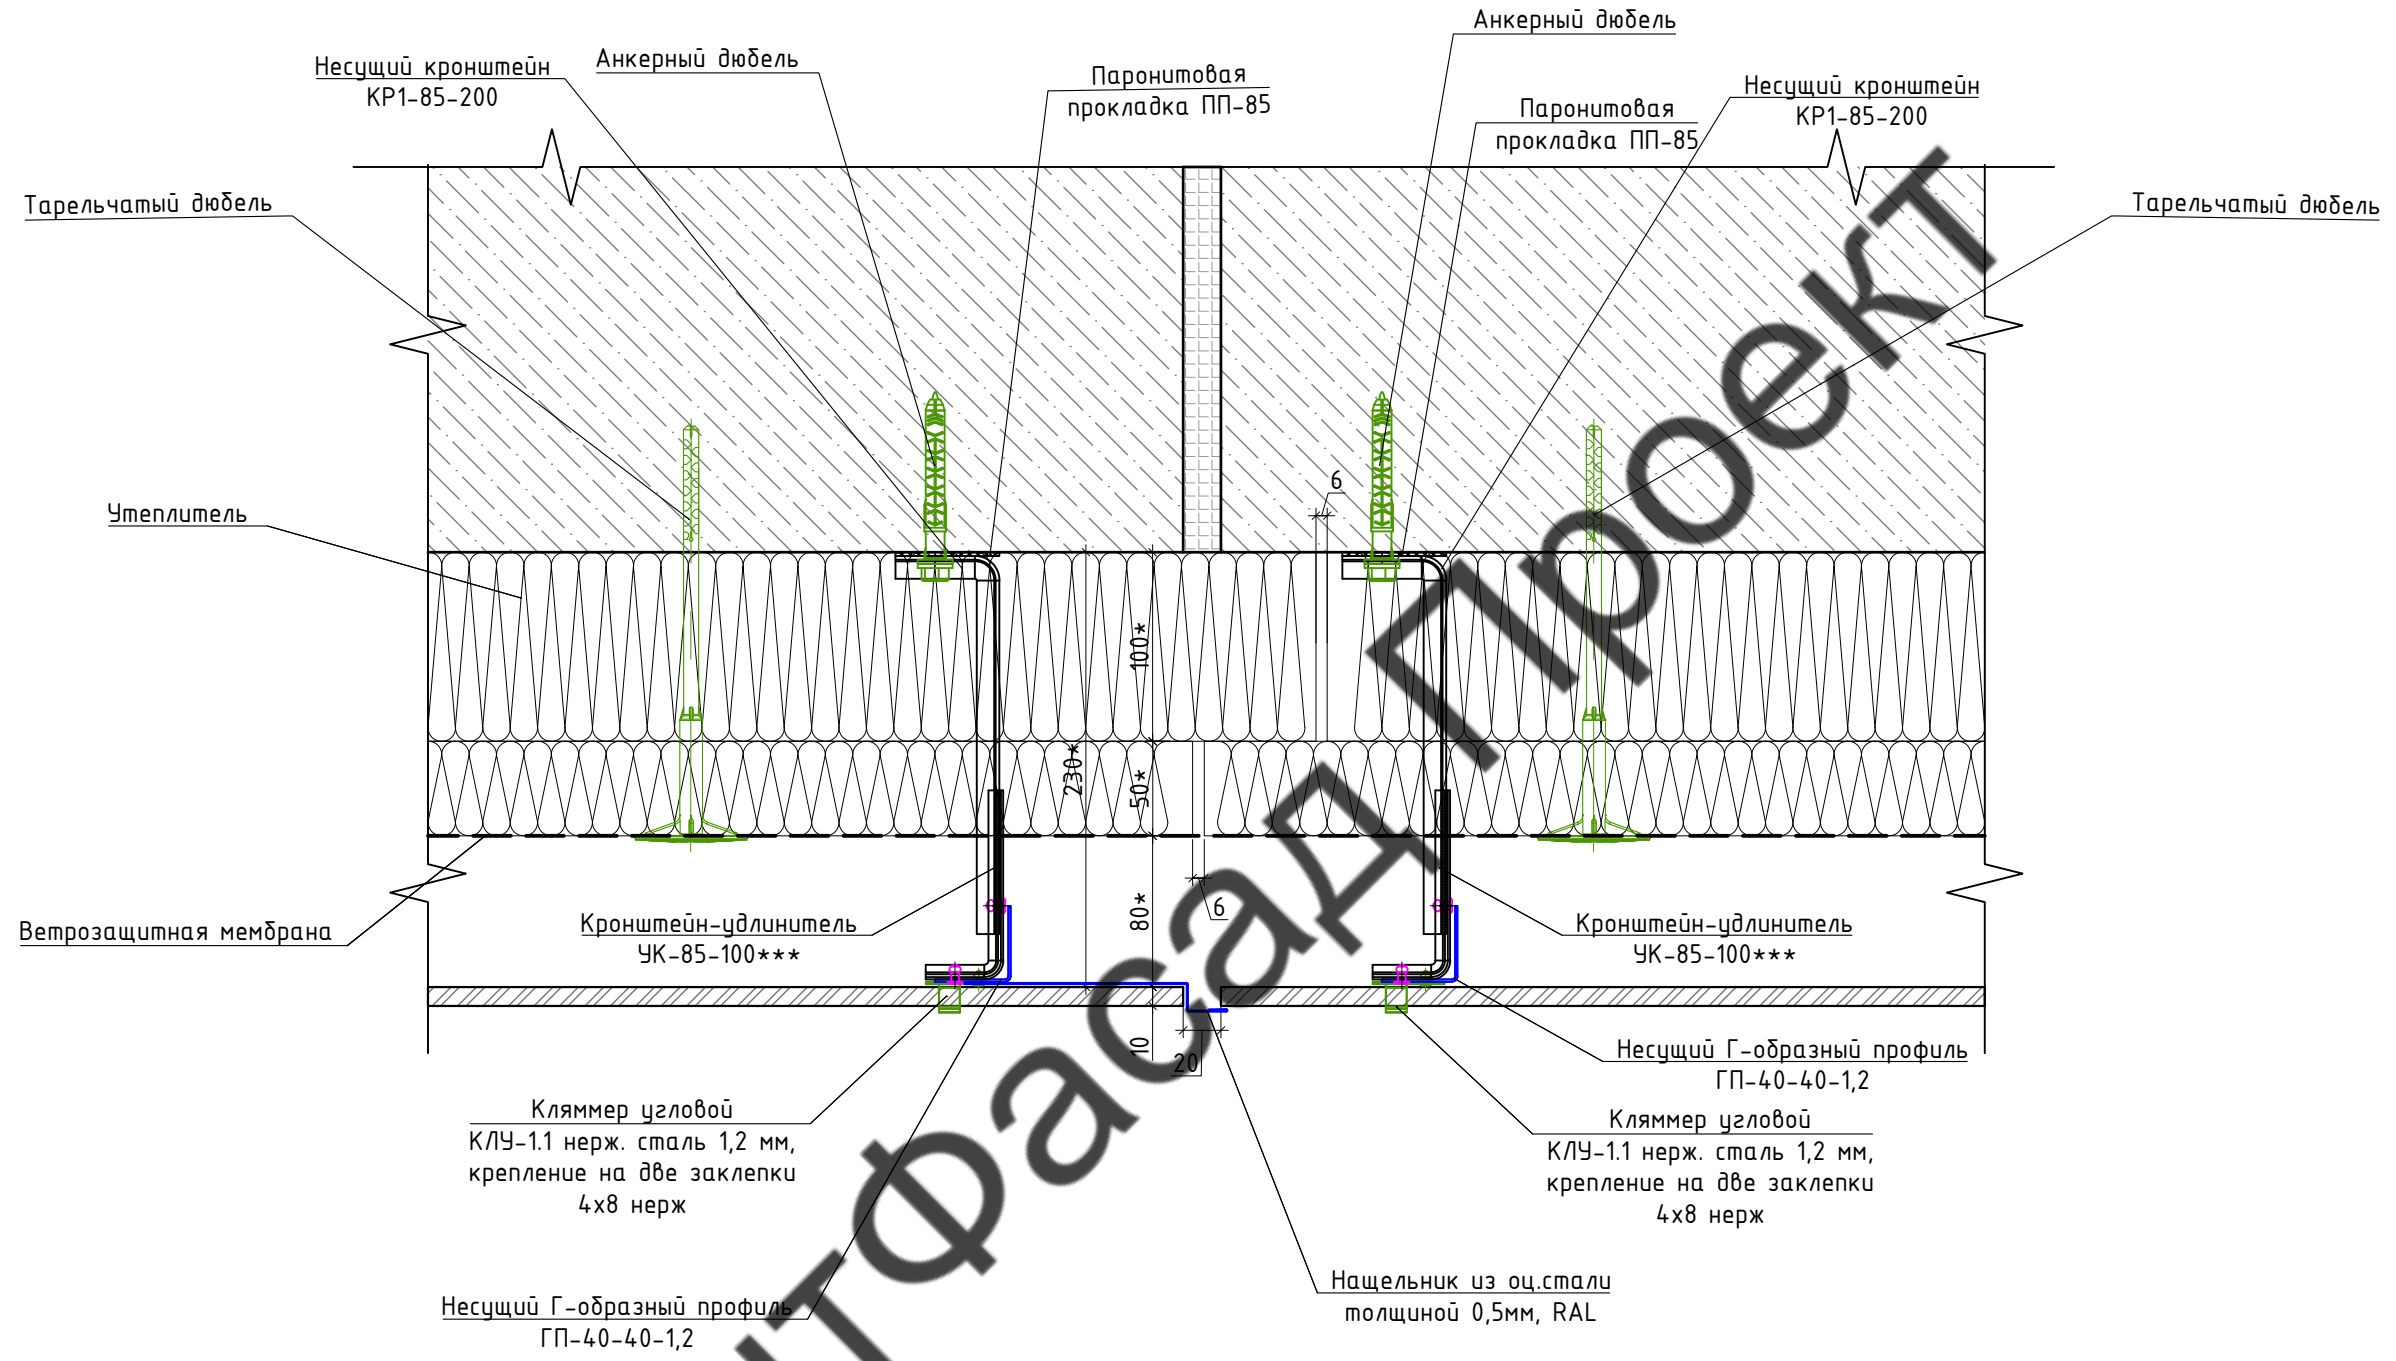 Анкерный дюбель
Несущий кронштейн
КР1-85-200
Анкерный дюбель
Паронитовая
прокладка ПП-85
Паронитовая
прокладка ПП-85
Несущий кронштейн
КР1-85-200
Тарельчатый дюбель
Тарельчатый дюбель
6
Утеплитель
100*
230*
50*
80*
6
Ветрозащитная мембрана
Кронштейн-удлинитель
УК-85-100***
Кронштейн-удлинитель
УК-85-100***
10
20
Несущий Г-образный профиль
ГП-40-40-1,2
Кляммер угловой
КЛУ-1.1 нерж. сталь 1,2 мм,
крепление на две заклепки
4х8 нерж
Кляммер угловой
КЛУ-1.1 нерж. сталь 1,2 мм,
крепление на две заклепки
4х8 нерж
Нащельник из оц.стали
толщиной 0,5мм, RAL
Несущий Г-образный профиль
ГП-40-40-1,2
тФасад Проект